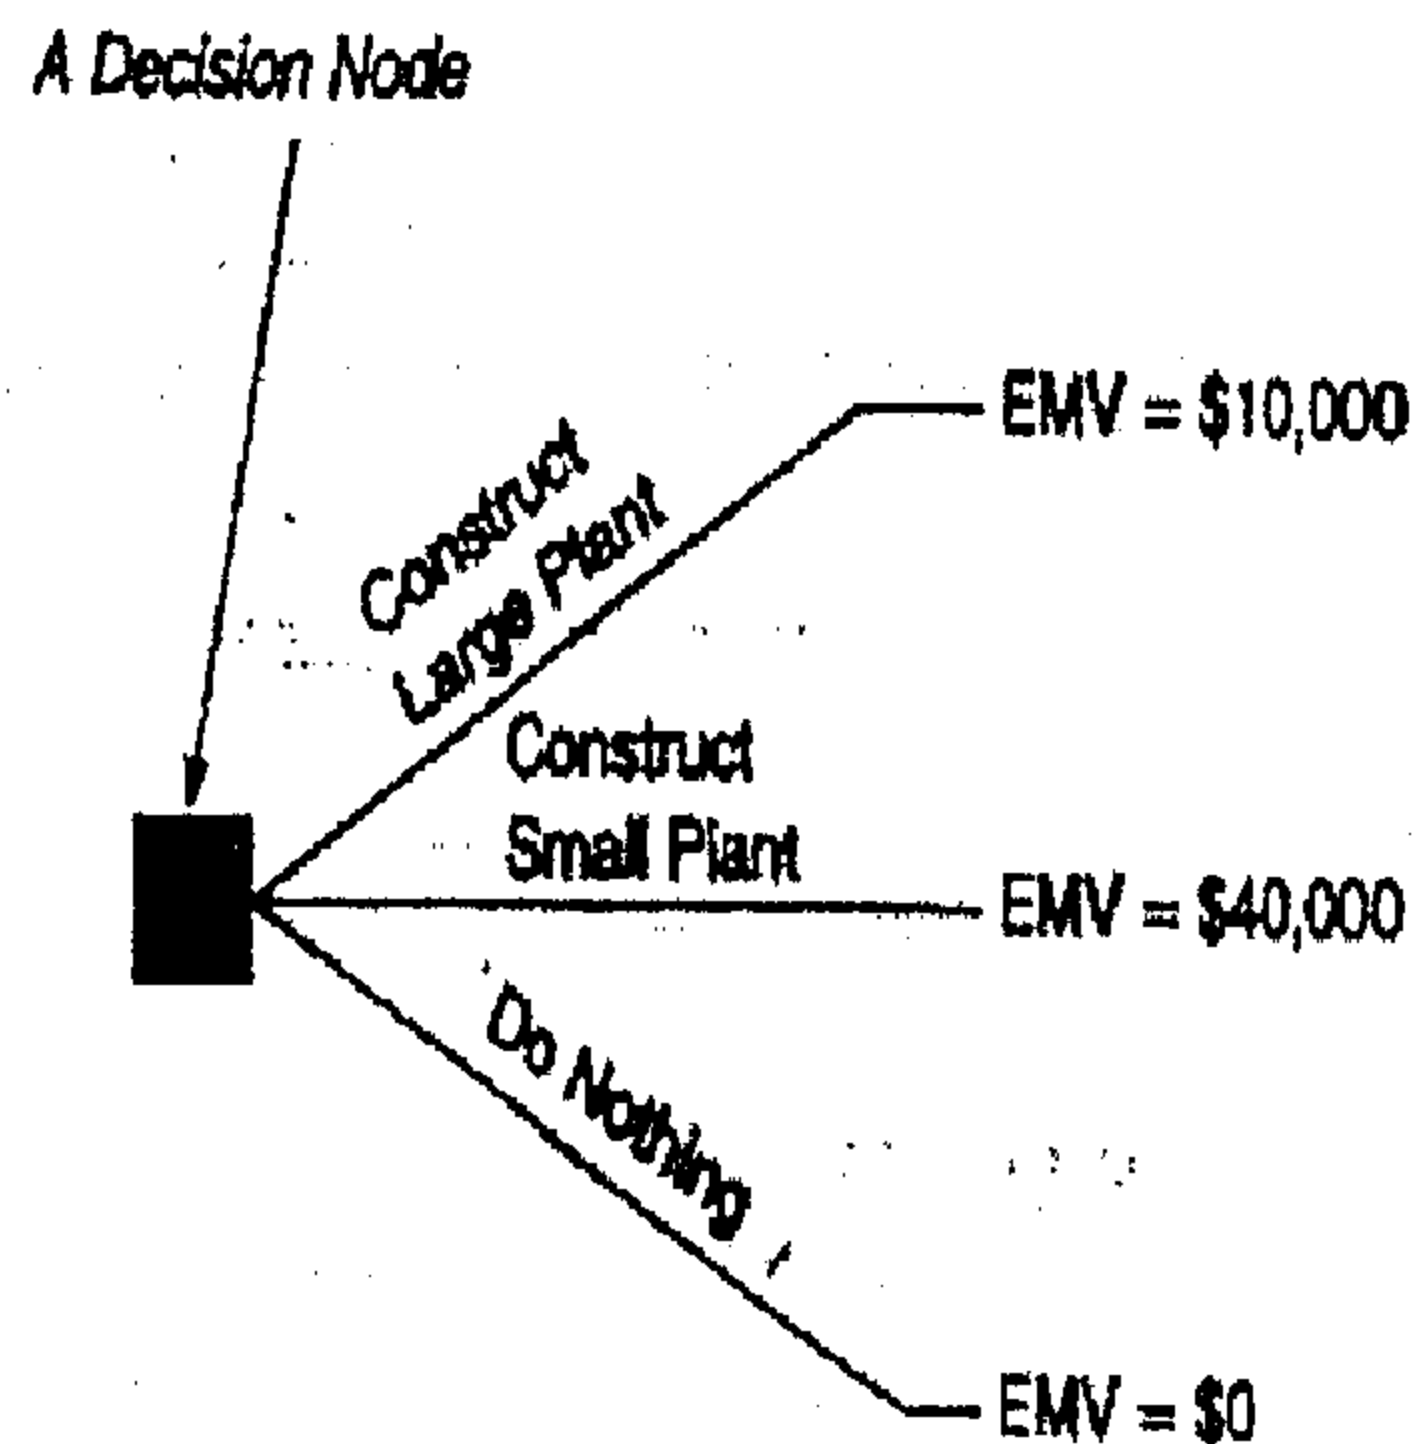 A Decision Node
EMV = $10,000
Construct
Large Plant
Construct
Small Plant
EMV = $40,000
Do Nothing
EMV = $0